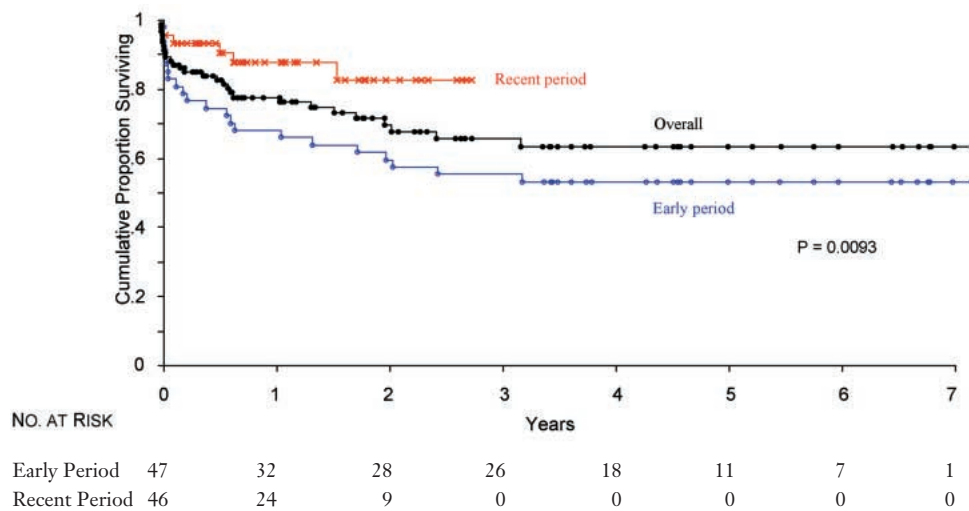 Cumulative Proportion Surviving
1
.8
.6
.4
.2
0
Recent period
Overall
Early period
P = 0.0093
0 1 2 3 4 5 6 7
Years
NO. AT RISK
Early Period 47 32 28 26 18 11 7 1
Recent Period 46 24 9 0 0 0 0 0